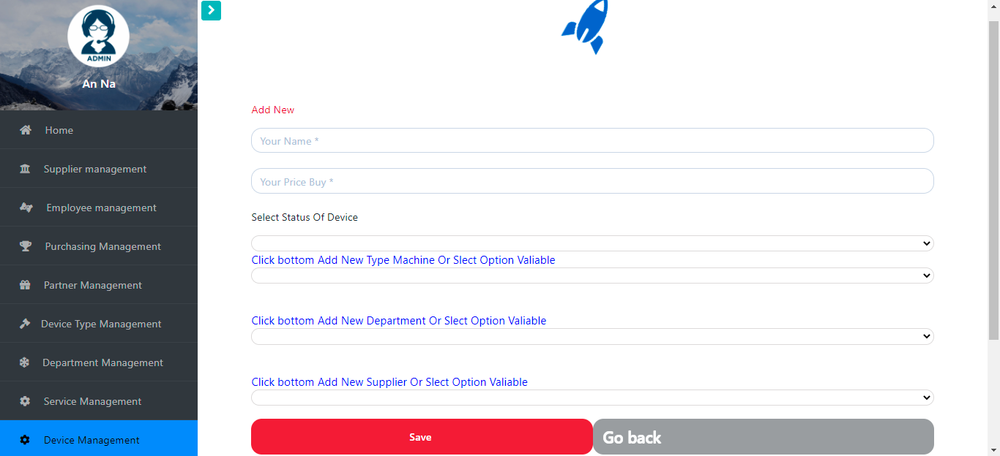 ADMIN
An Na
Home
Supplier management
Employee management
Purchasing Management
Partner Management
Device Type Management
Department Management
Service Management
Device Management
Add New
Your Name *
Your Price Buy *
Select Status Of Device
Click bottom Add New Type Machine Or Slect Option Valiable
Click bottom Add New Department Or Slect Option Valiable
Click bottom Add New Supplier Or Slect Option Valiable
Save
Go back